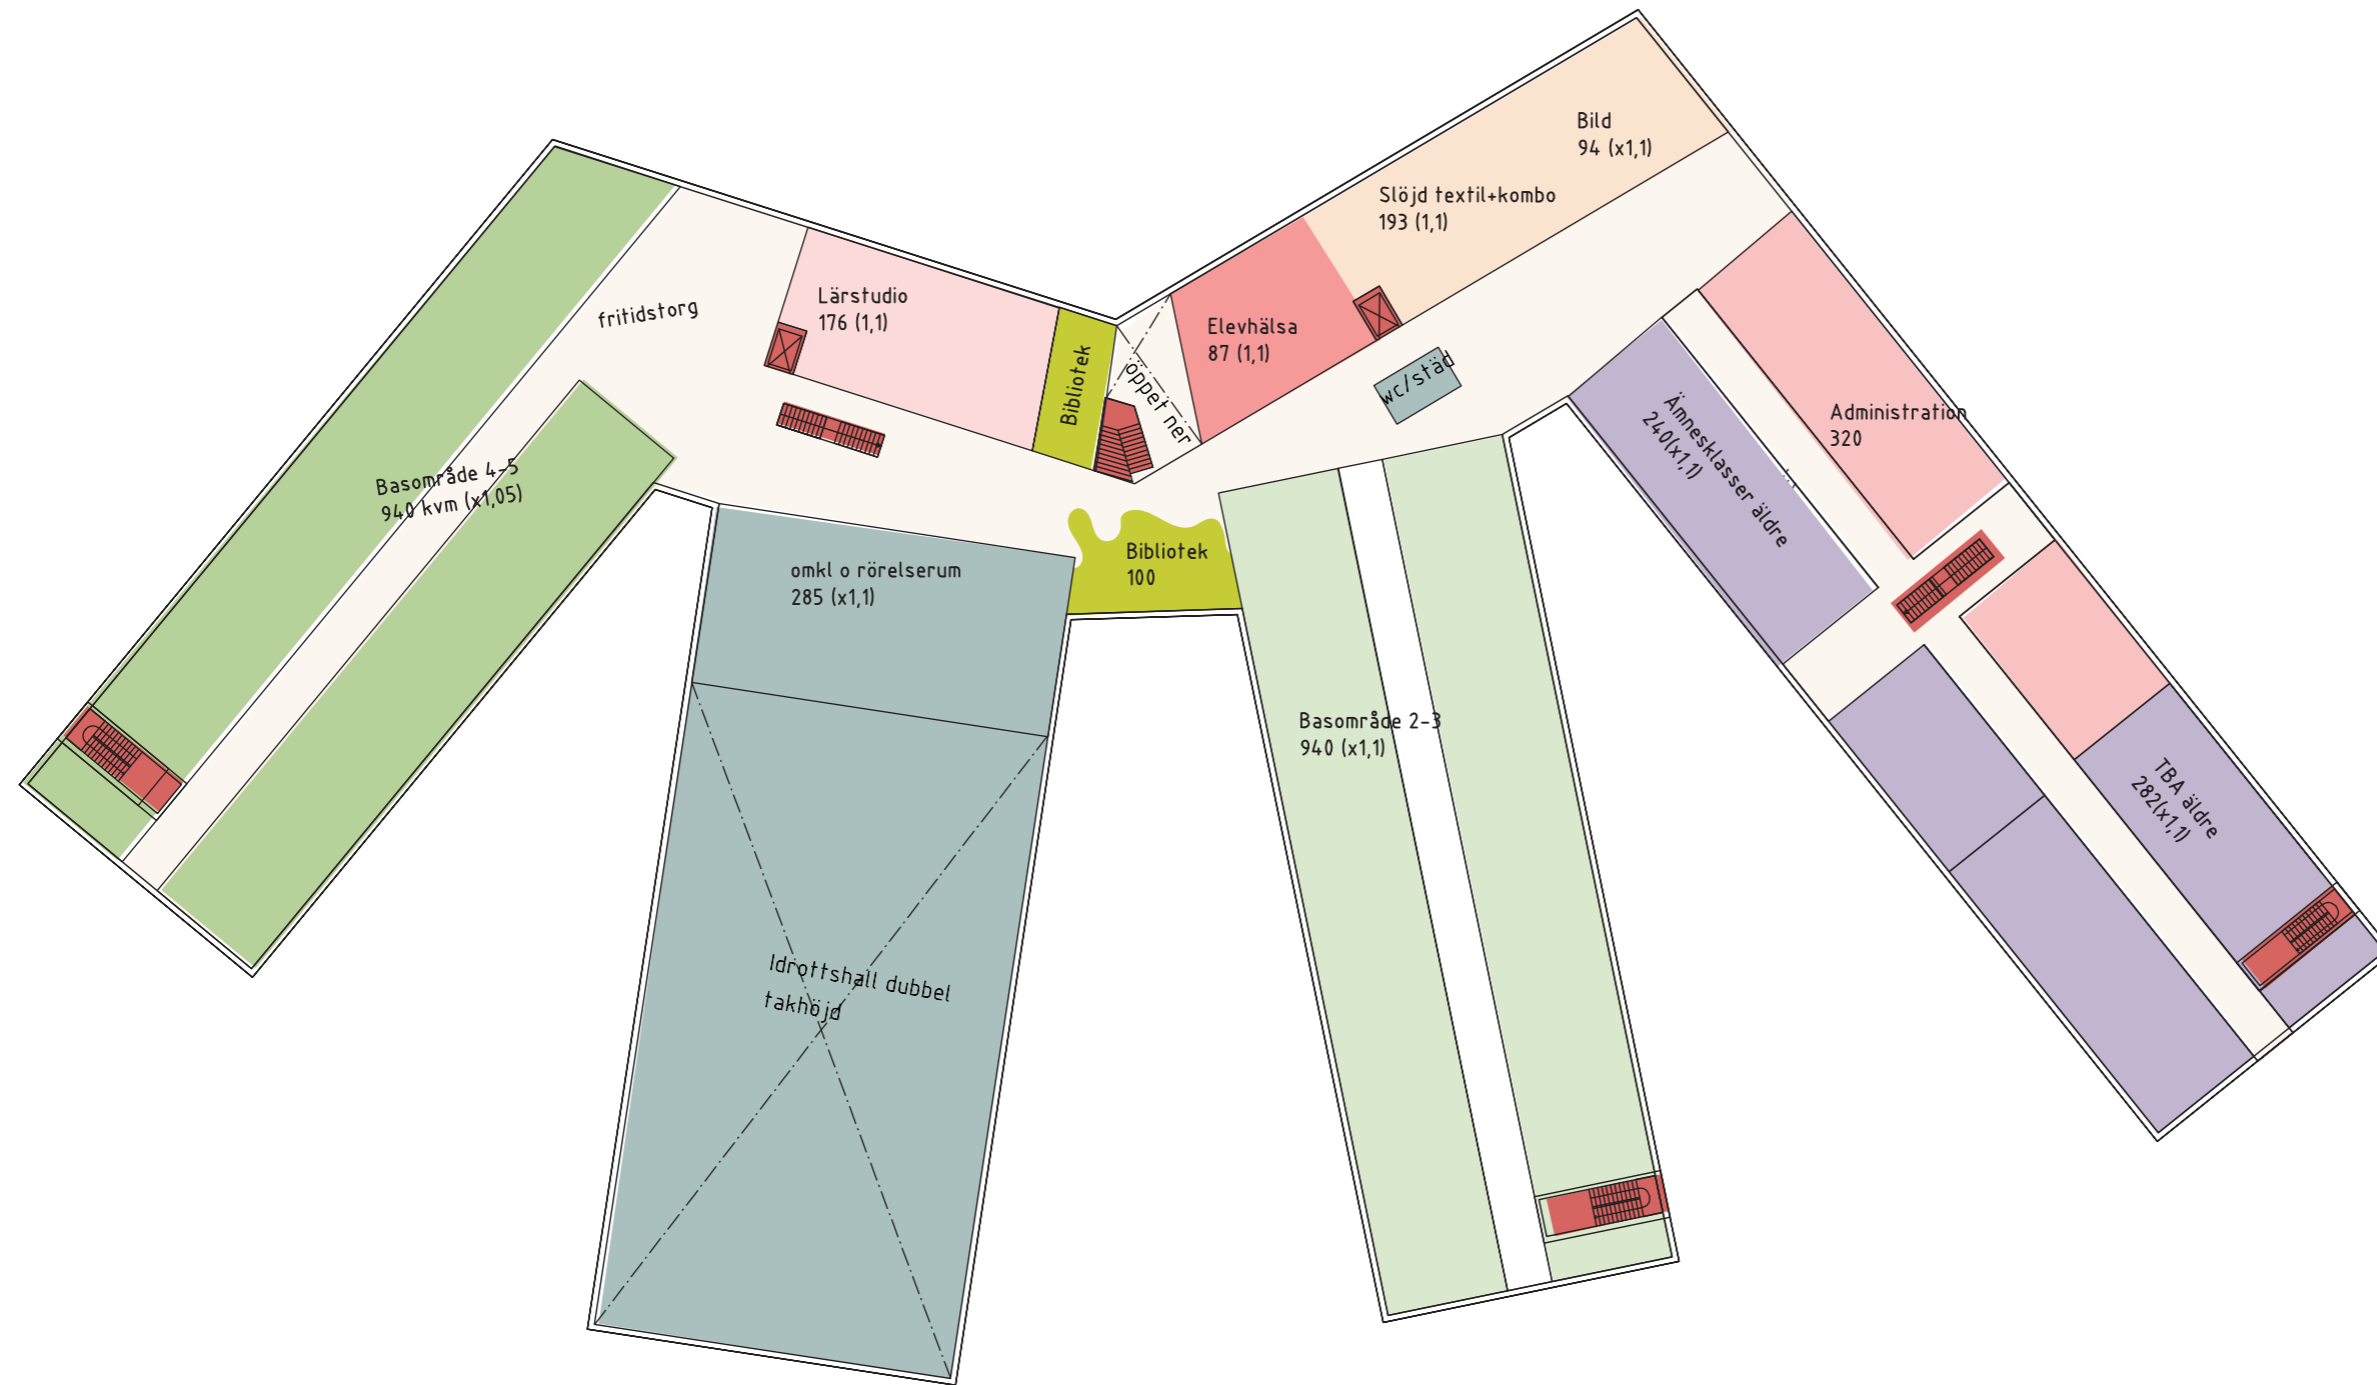 Bild
94 (x1,1)
Slöjd textil+kombo
193 (1,1)
Lärstudio
176 (1,1)
fritidstorg
Elevhälsa
87 (1,1)
Bibliotek
öppet ner
wc/städ
Administration
320
Ämnesklasser äldre
240(x1,1)
Basområde 4-5
940 kvm (x1,05)
omkl o rörelserum
285 (x1,1)
Bibliotek
100
Basområde 2-3
940 (x1,1)
TBA äldre
282(x1,1)
Idrottshall dubbel
takhöjd